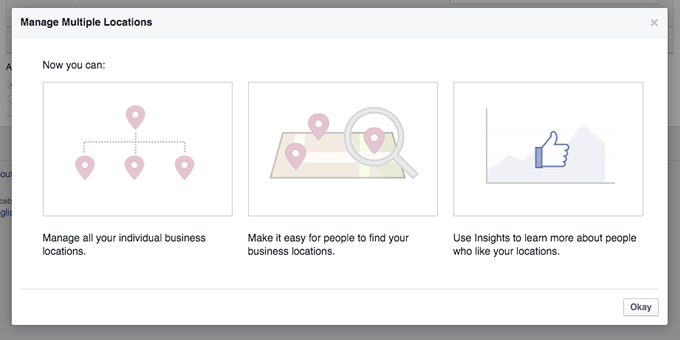 Manage Multiple Locations
Now you can:
Manage all your individual business
locations.
Make it easy for people to find your
business locations.
Use Insights to learn more about people
who like your locations.
Okay